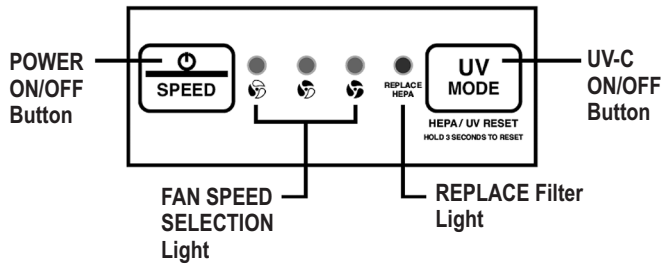 POWER
ON/OFF
Button
SPEED
REPLACE
HEPA
UV
MODE
HEPA / UV RESET
HOLD 3 SECONDS TO RESET
UV-C
ON/OFF
Button
FAN SPEED
SELECTION
Light
REPLACE Filter
Light